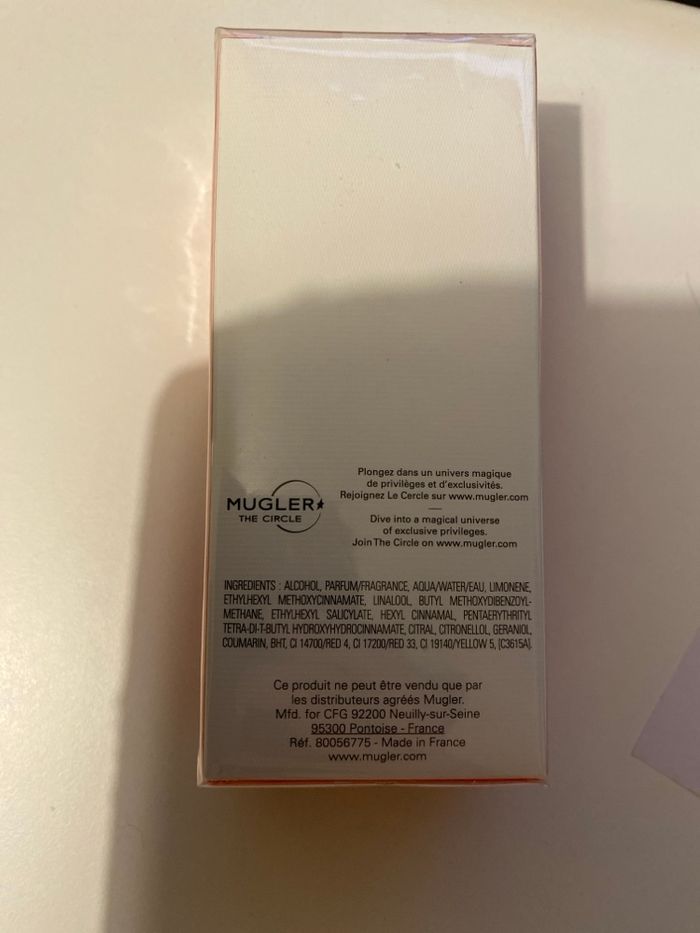 Plongez dans un univers magique
de privilèges et d'exclusivités.
Rejoignez Le Cercle sur www.mugler.com
MUGLER
THE CIRCLE
Dive into a magical universe
of exclusive privileges.
Join The Circle on www.mugler.com
INGREDIENTS : ALCOHOL, PARFUM/FRAGRANCE, AQUA/WATER/EAU, LIMONENE,
ETHYLHEXYL METHOXYCINNAMATE, LINALOOL, BUTYL METHOXYDIBENZOYL-
METHANE, ETHYLHEXYL SALICYLATE, HEXYL CINNAMAL, PENTAERYTHRITYL
TETRA-DI-T-BUTYL HYDROXYHYDROCINNAMATE, CITRAL, CITRONELLOL, GERANIOL,
COUMARIN, BHT, CI 14700/RED 4, CI 17200/RED 33, CI 19140/YELLOW 5, [C3615A].
Ce produit ne peut être vendu que par
les distributeurs agréés Mugler.
Mfd. for CFG 92200 Neuilly-sur-Seine
95300 Pontoise - France
Réf. 80056775 - Made in France
www.mugler.com